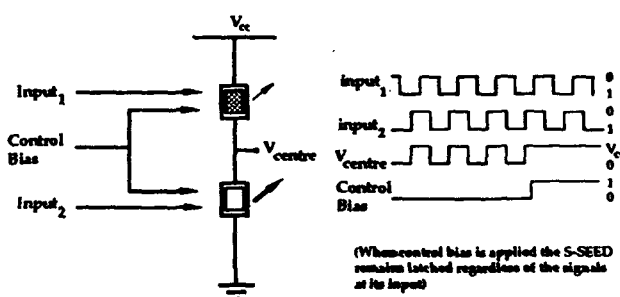 Vcc
Input1
Control
Bias
Input2
Vcentre
input1
0
1
input2
0
1
Vcentre
Vc
0
Control
Bias
1
0
(When control bias is applied the S-SEED
remains latched regardless of the signals
at its input)